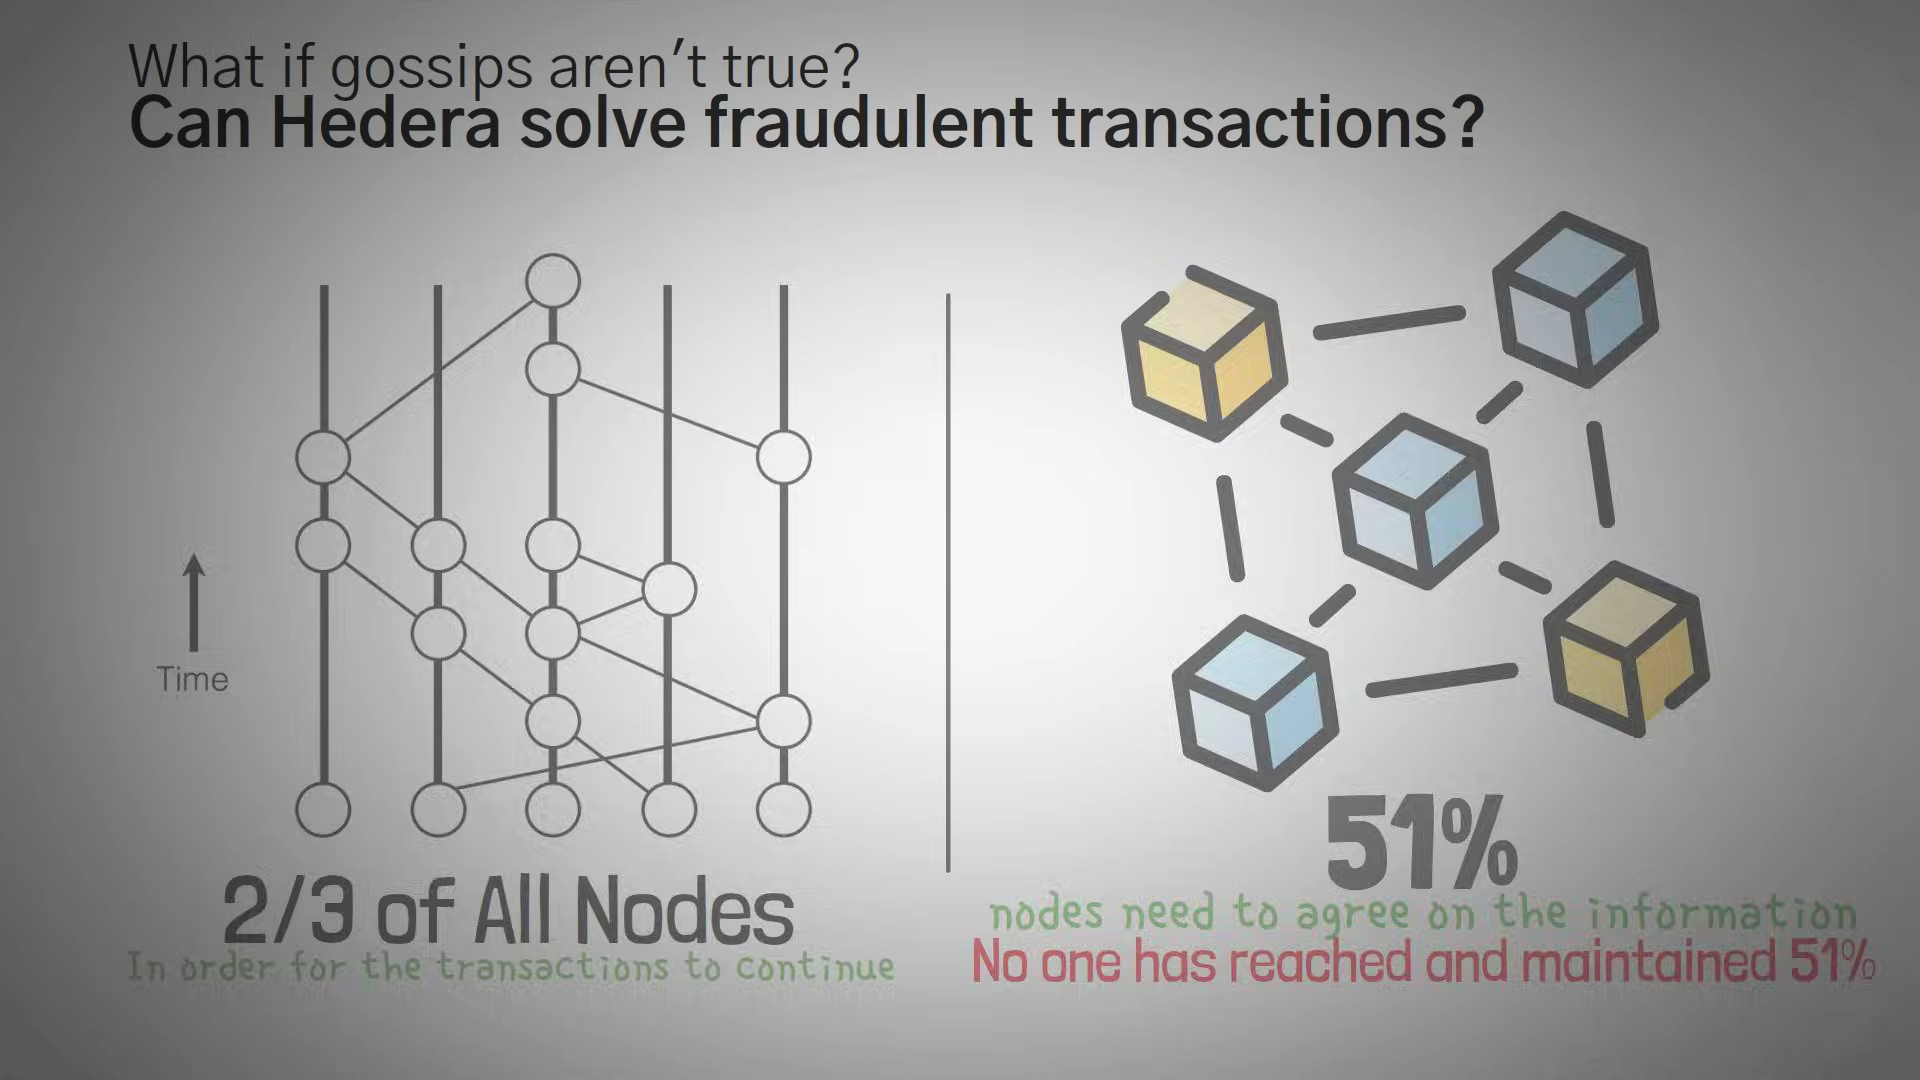 What if gossips aren't true?
Can Hedera solve fraudulent transactions?
Time
2/3 of All Nodes
In order for the transactions to continue
51%
nodes need to agree on the information
No one has reached and maintained 51%